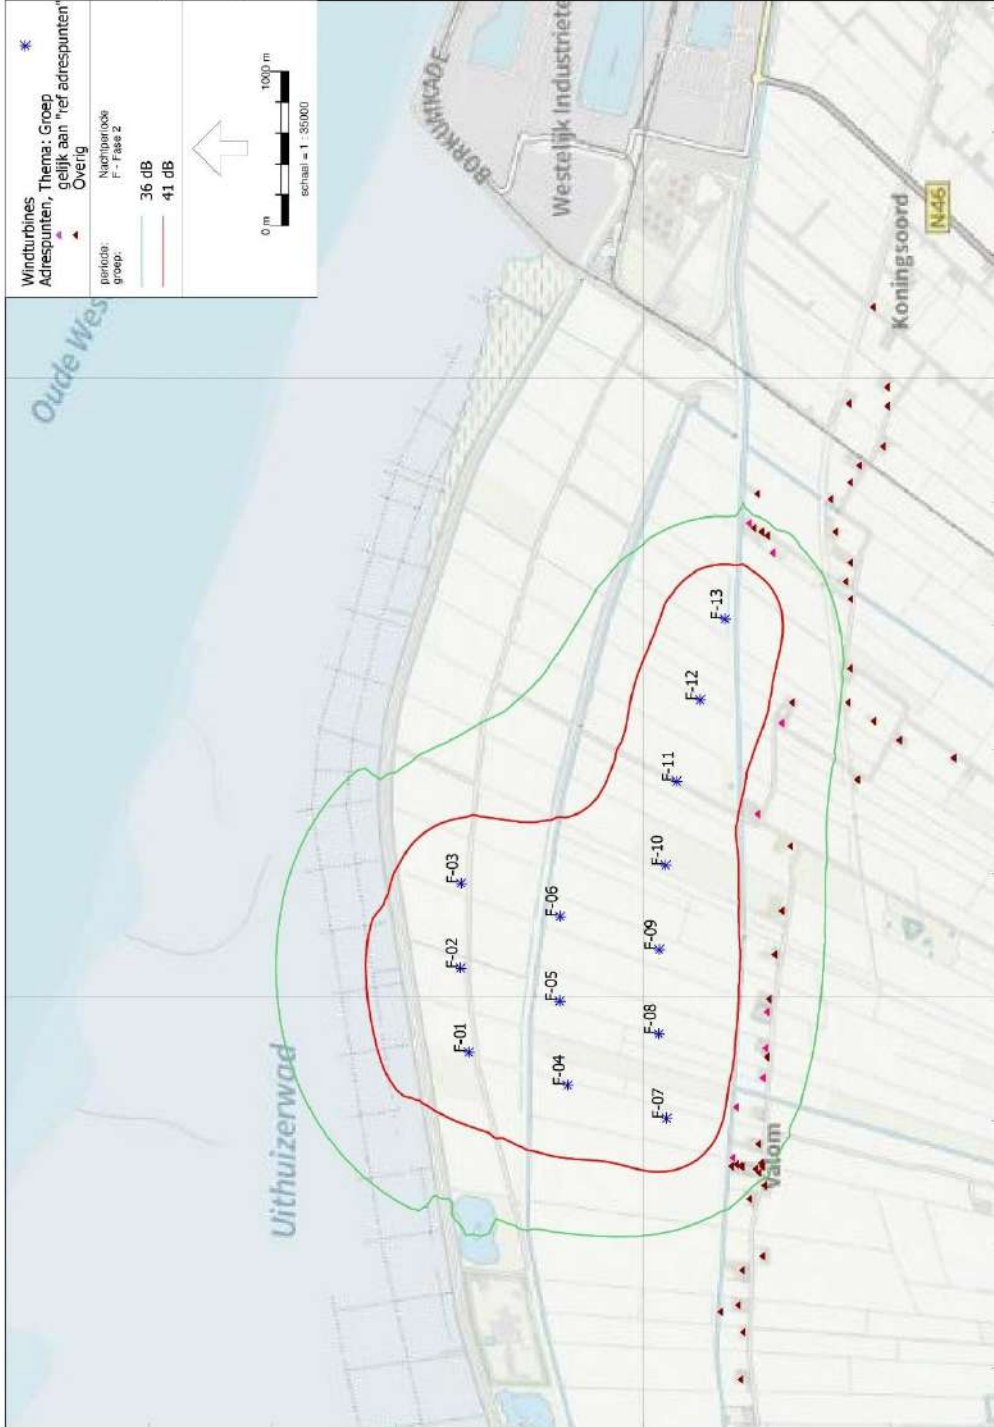 Windturbines
Adrespunten, Thema: Groep
gelijk aan "ref adrespunten"
Overig
periode: Nachtperiode
groep: F - Fase 2
36 dB
41 dB
0 m 1000 m
schaal = 1 : 35000
Oude Wes
BORKUMKADE
Westelijk Industriete
Uithuizerwad
Koningsoord
N46
Valom
F-01
F-02
F-03
F-04
F-05
F-06
F-07
F-08
F-09
F-10
F-11
F-12
F-13